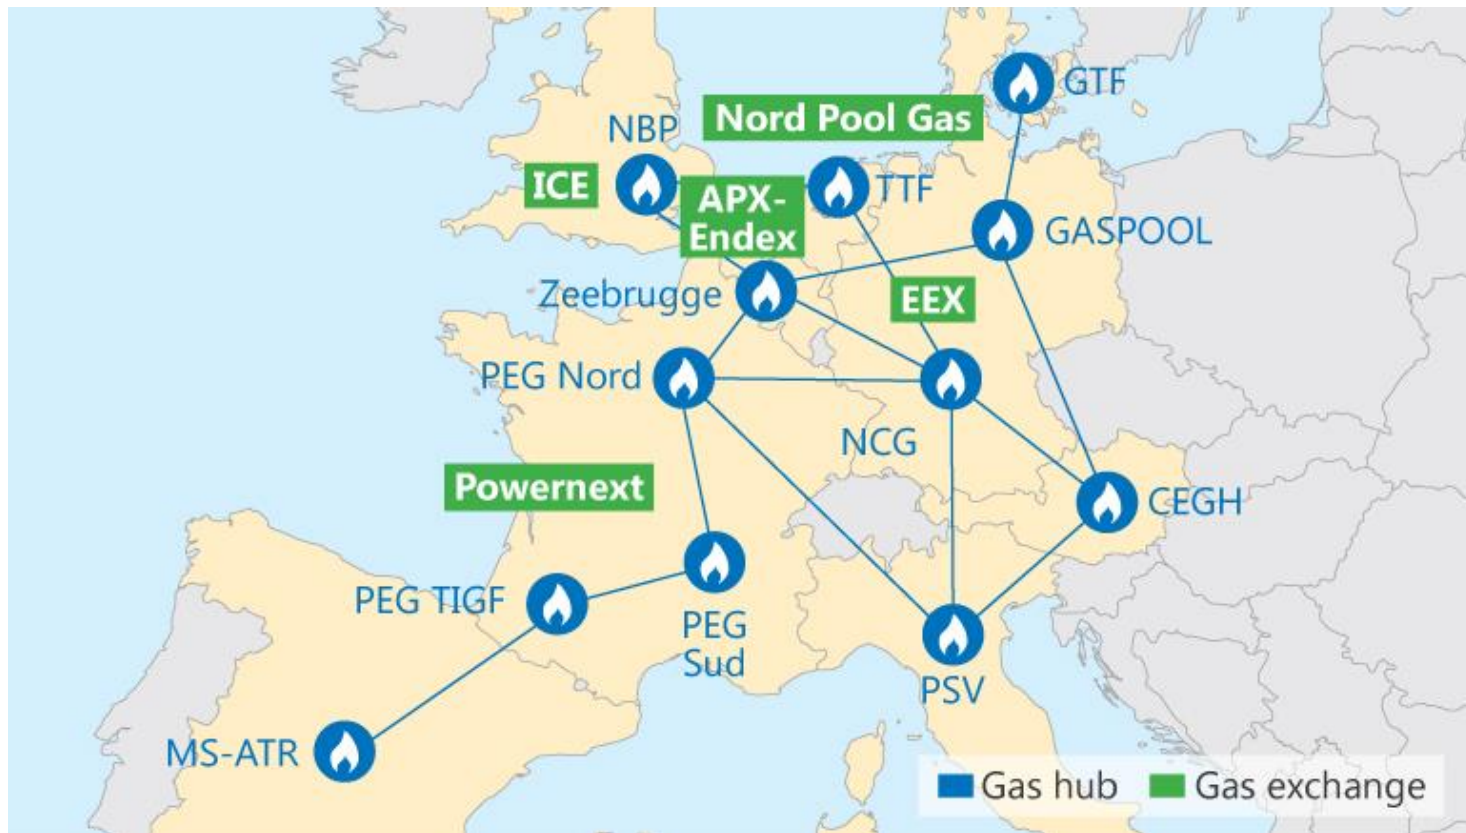 GTF
Nord Pool Gas
NBP
ICE
APX-
Endex
TTF
GASPOOL
Zeebrugge
EEX
PEG Nord
NCG
Powernext
CEGH
PEG TIGF
PEG
Sud
PSV
MS-ATR
Gas hub
Gas exchange